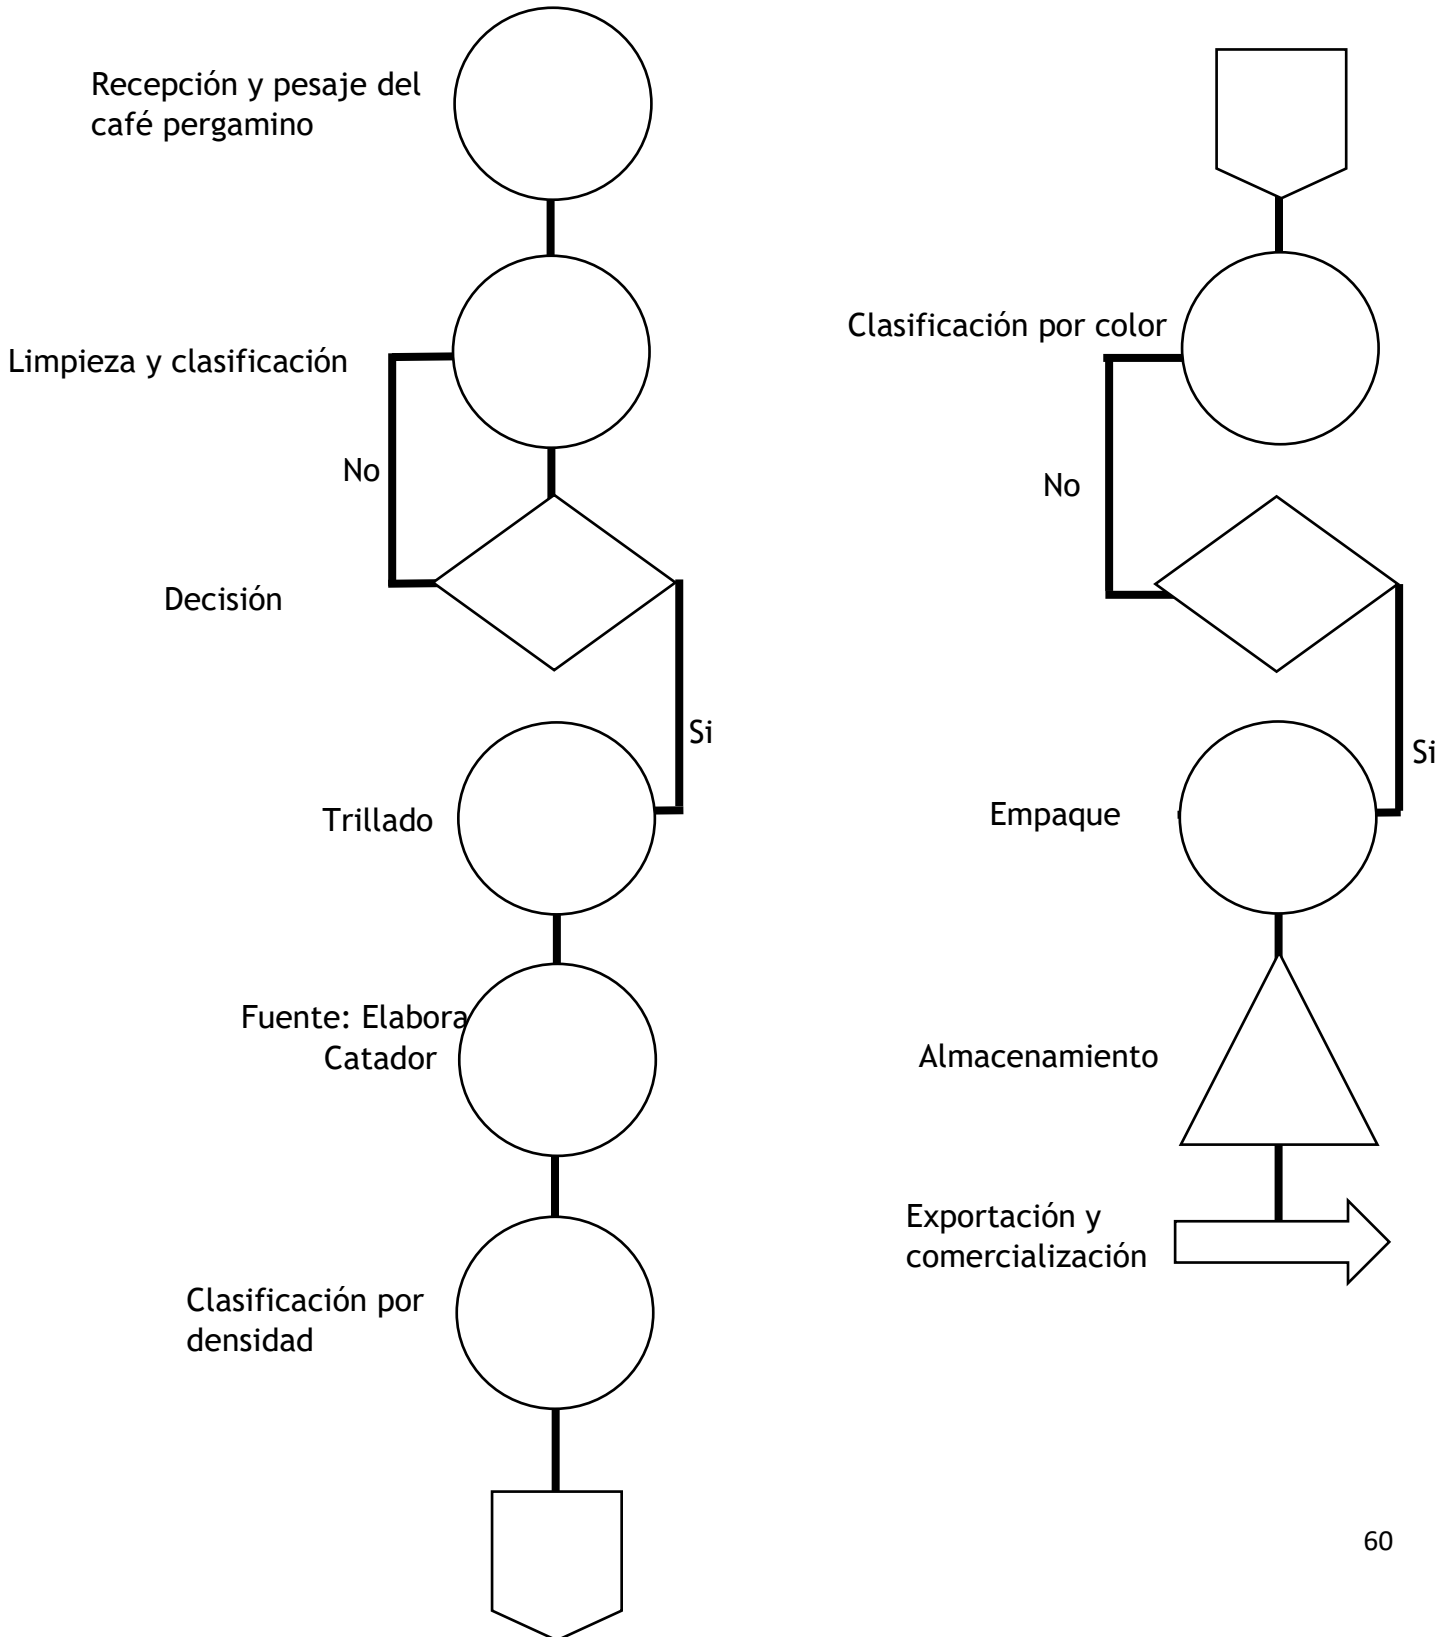 Recepción y pesaje del
café pergamino
Limpieza y clasificación
No
Decisión
Si
Trillado
Fuente: Elabora
Catador
Clasificación por
densidad
Clasificación por color
No
Si
Empaque
Almacenamiento
Exportación y
comercialización
60